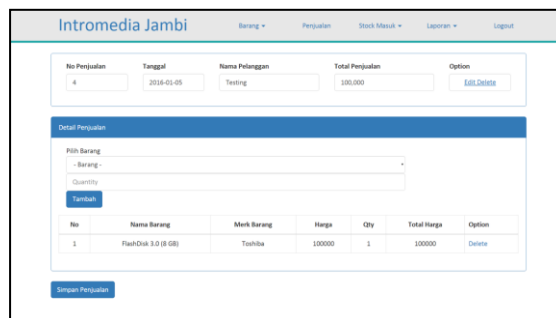 Intromedia Jambi Barang Penjualan Stock Masuk Laporan Logout
No Penjualan Tanggal Nama Pelanggan Total Penjualan Option
4 2016-01-05 Testing 100,000 Edit Delete
Detail Penjualan
Pilih Barang
- Barang -
Quantity
Tambah
No Nama Barang Merk Barang Harga Qty Total Harga Option
1 FlashDisk 3.0 (8 GB) Toshiba 100000 1 100000 Delete
Simpan Penjualan